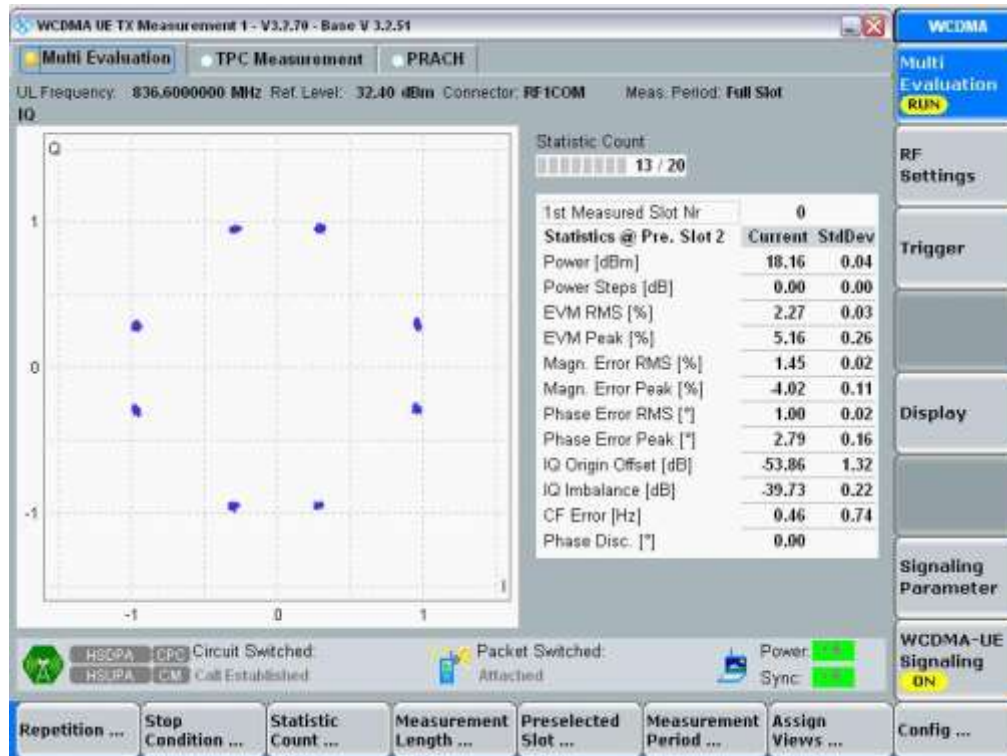 WCDMA UE TX Measurement 1 - V3.2.70 - Base V 3.2.51
Multi Evaluation TPC Measurement PRACH
UL Frequency: 836.6000000 MHz Ref. Level: 32.40 dBm Connector: RF1COM Meas. Period: Full Slot
IQ
Q
1
0
-1
I
-1 0 1
Statistic Count
13 / 20
1st Measured Slot Nr 0
Statistics @ Pre. Slot 2 Current StdDev
Power [dBm] 18.16 0.04
Power Steps [dB] 0.00 0.00
EVM RMS [%] 2.27 0.03
EVM Peak [%] 5.16 0.26
Magn. Error RMS [%] 1.45 0.02
Magn. Error Peak [%] -4.02 0.11
Phase Error RMS [°] 1.00 0.02
Phase Error Peak [°] 2.79 0.16
IQ Origin Offset [dB] -53.86 1.32
IQ Imbalance [dB] -39.73 0.22
CF Error [Hz] 0.46 0.74
Phase Disc. [°] 0.00
HSDPA CPC Circuit Switched: Packet Switched: Power:
HSUPA CM Call Established Attached Sync:
Repetition ...
Stop Condition ...
Statistic Count ...
Measurement Length ...
Preselected Slot ...
Measurement Period ...
Assign Views ...
Config ...
WCDMA
Multi
Evaluation
RUN
RF
Settings
Trigger
Display
Signaling
Parameter
WCDMA-UE
Signaling
ON